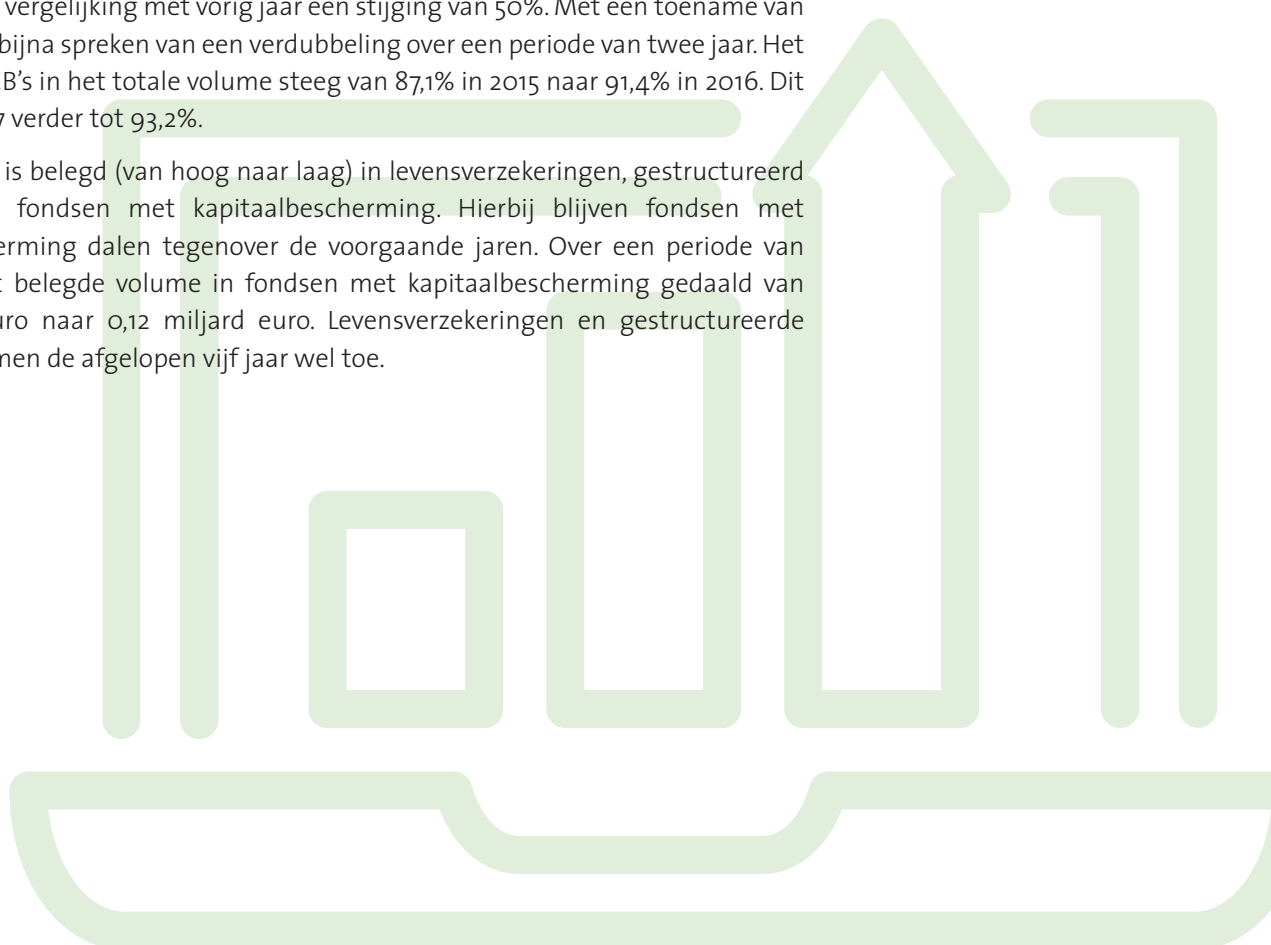 vergelijking met vorig jaar een stijging van 50%. Met een toename van
bijna spreken van een verdubbeling over een periode van twee jaar. Het
B's in het totale volume steeg van 87,1% in 2015 naar 91,4% in 2016. Dit
7 verder tot 93,2%.
is belegd (van hoog naar laag) in levensverzekeringen, gestructureerd
fondsen met kapitaalbescherming. Hierbij blijven fondsen met
erming dalen tegenover de voorgaande jaren. Over een periode van
belegde volume in fondsen met kapitaalbescherming gedaald van
uro naar 0,12 miljard euro. Levensverzekeringen en gestructureerde
men de afgelopen vijf jaar wel toe.